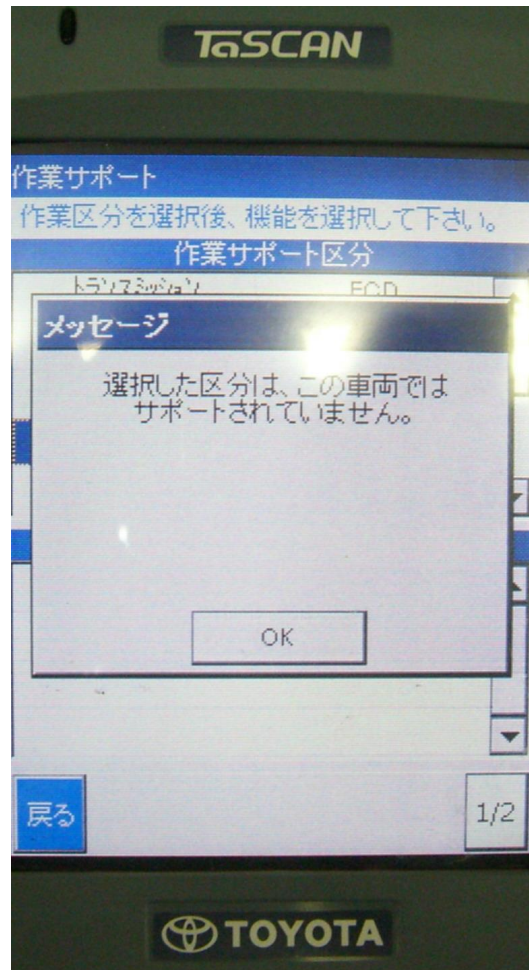 TaSCAN
作業サポート
作業区分を選択後、機能を選択して下さい。
作業サポート区分
トランスミッション ECD
メッセージ
選択した区分は、この車両では
サポートされていません。
OK
戻る
1/2
TOYOTA